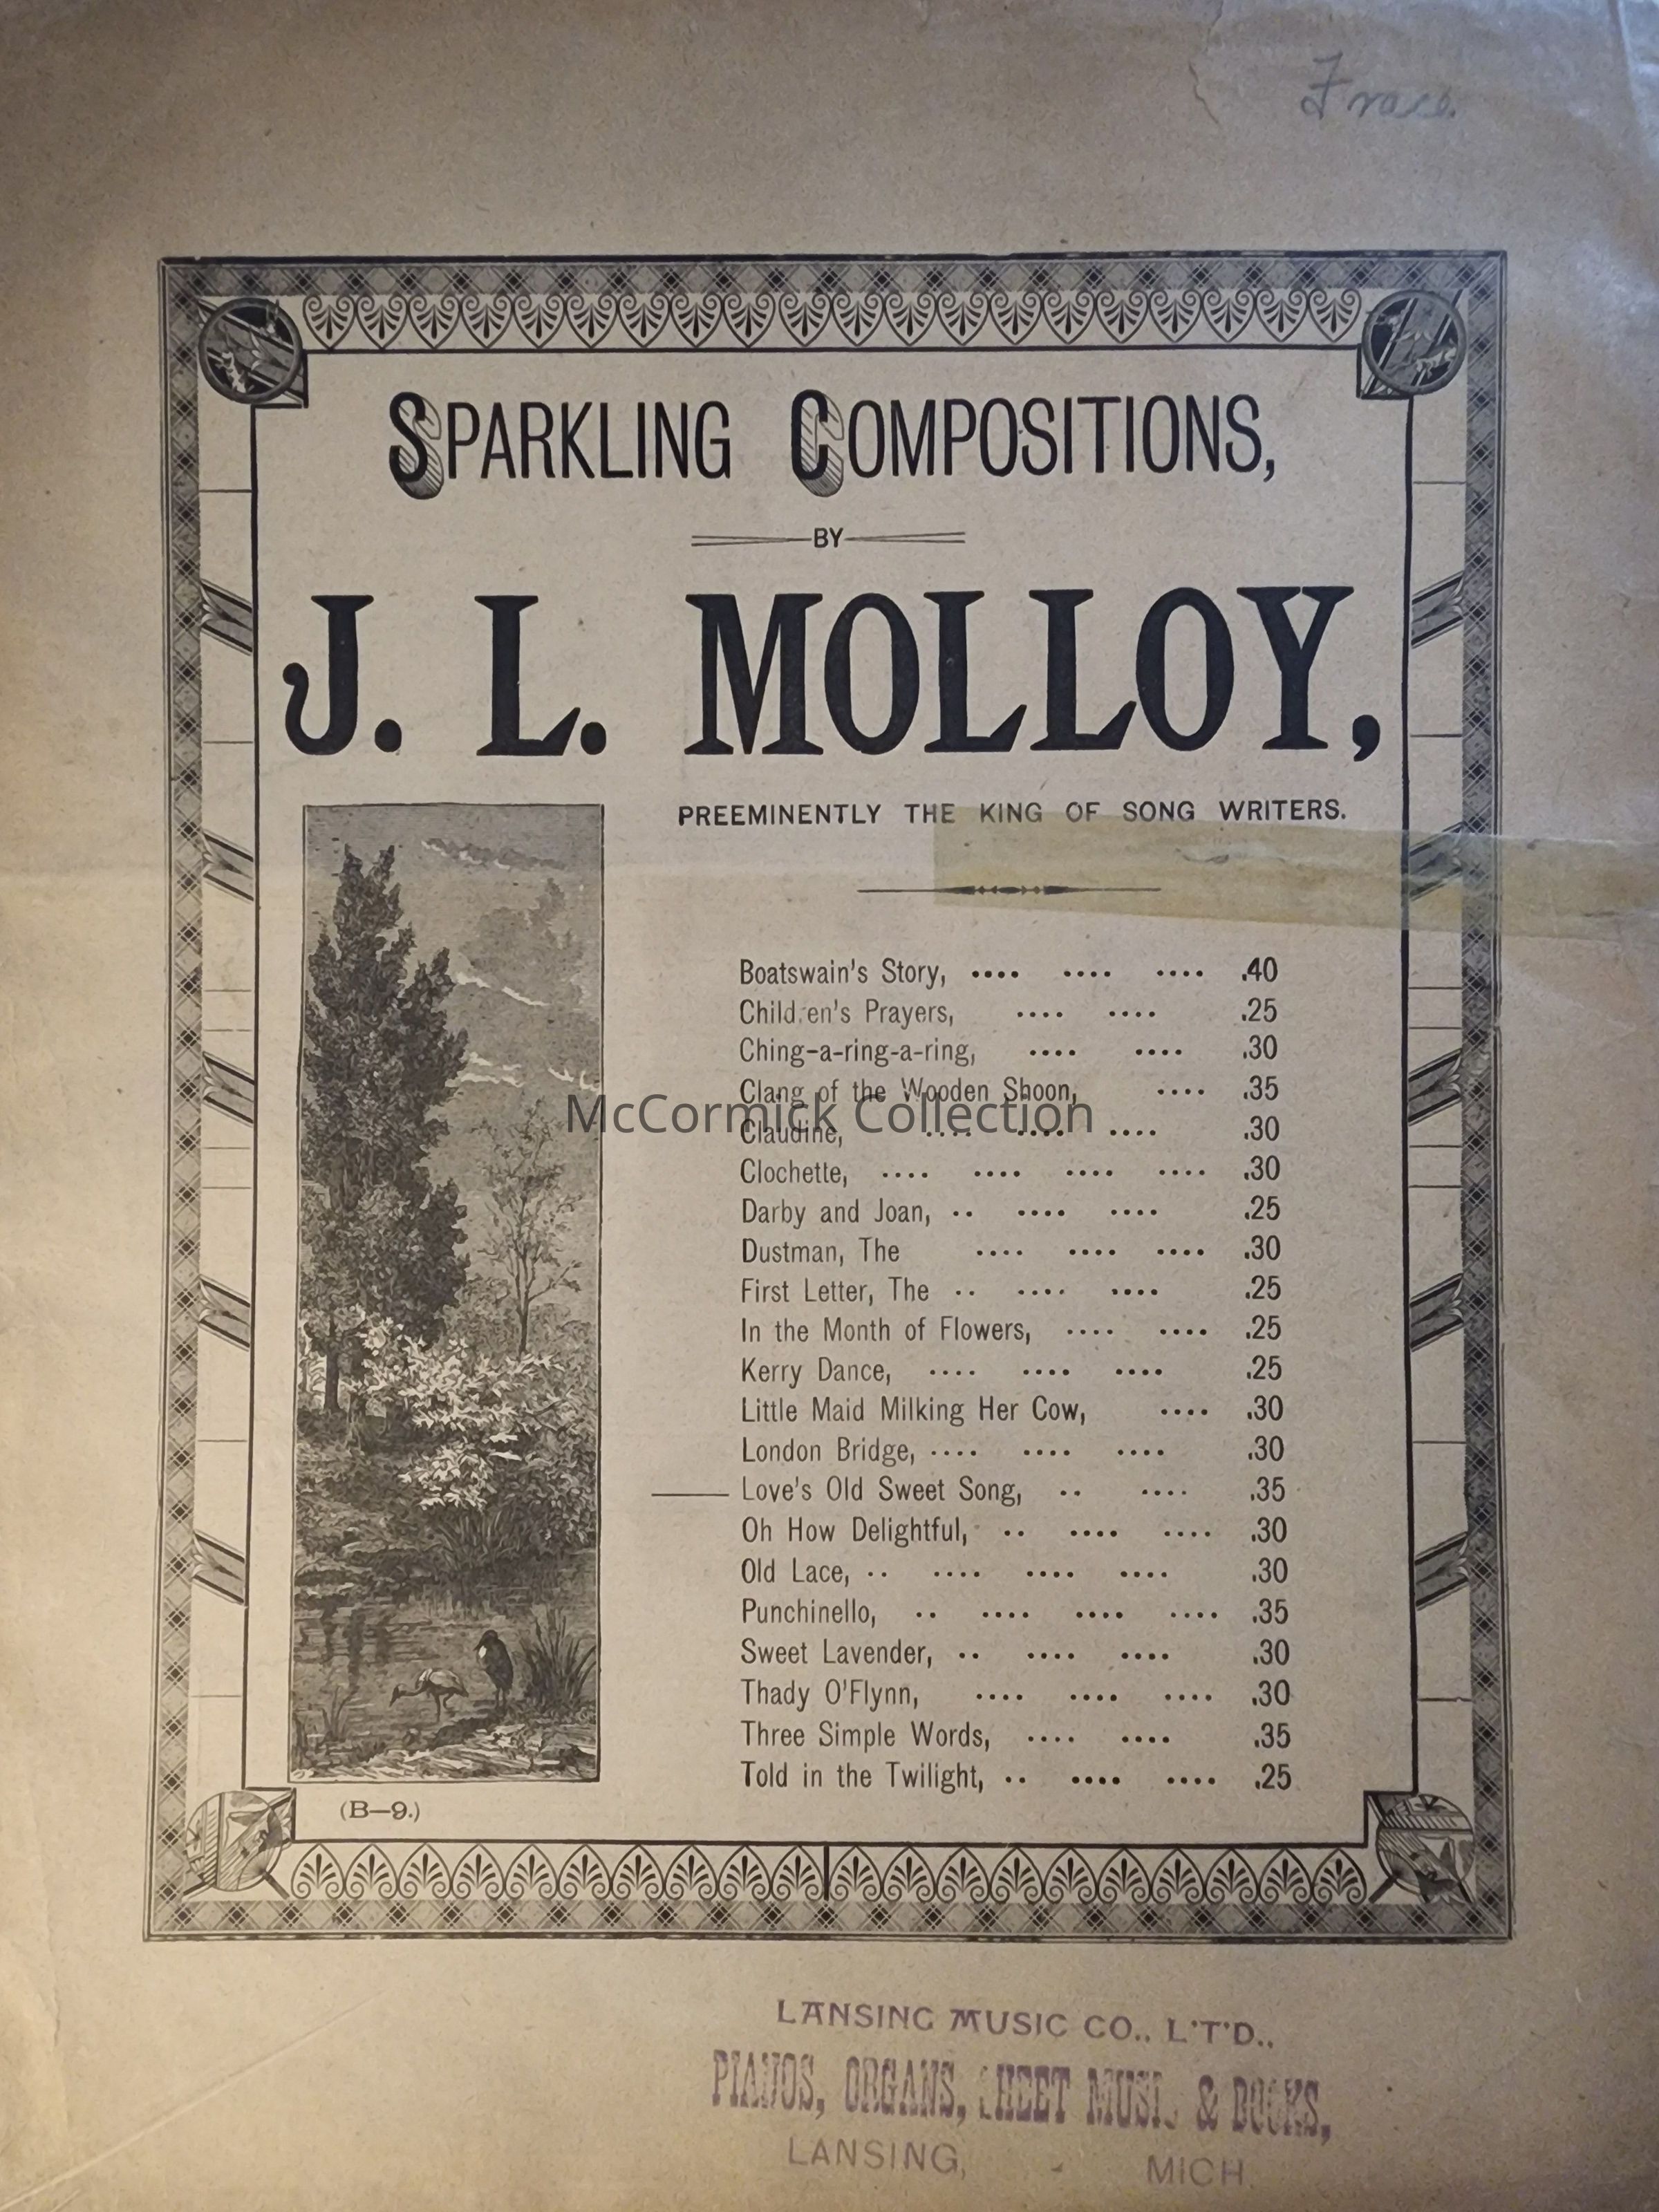 SPARKLING COMPOSITIONS,
BY
J. L. MOLLOY,
PREEMINENTLY THE KING OF SONG WRITERS.
Boatswain's Story, .... .... .... .40
Child en's Prayers, .... .... .25
Ching-a-ring-a-ring, .... .... .30
Clang of the Wooden Shoon, .... .35
McCormick Collection
Claudine, .... .... .... .30
Clochette, .... .... .... .... .30
Darby and Joan, .. .... .... .25
Dustman, The .... .... .... .30
First Letter, The .. .... .... .25
In the Month of Flowers, .... .... .25
Kerry Dance, .... .... .... .25
Little Maid Milking Her Cow, .... .30
London Bridge, .... .... .... .30
Love's Old Sweet Song, .. .... .35
Oh How Delightful, .. .... .... .30
Old Lace, .. .... .... .... .30
Punchinello, .. .... .... .... .35
Sweet Lavender, .. .... .... .30
Thady O'Flynn, .... .... .... .30
Three Simple Words, .... .... .35
Told in the Twilight, .. .... .... .25
(B—9.)
LANSING MUSIC CO., L'T'D.,
PIANOS, ORGANS, SHEET MUSIC & BOOKS,
LANSING, - MICH